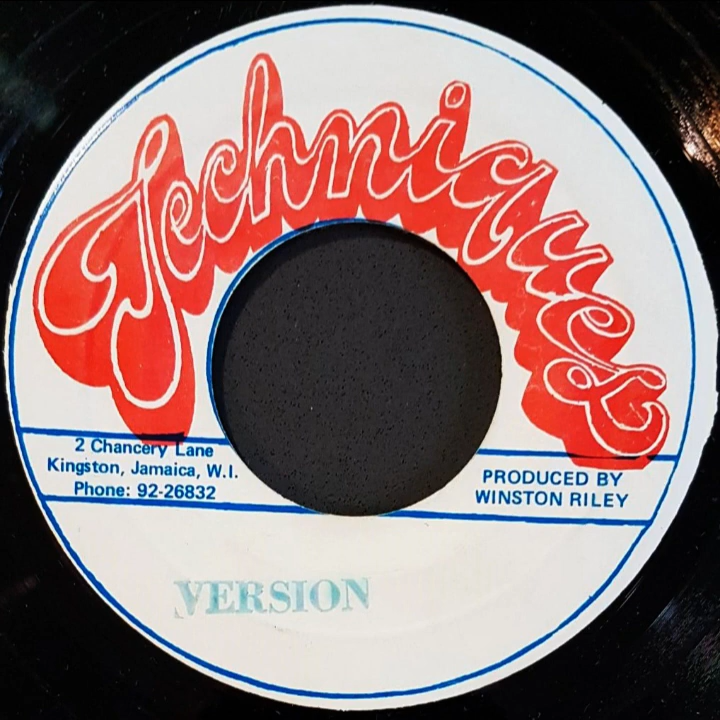 Techniques
2 Chancery Lane
Kingston, Jamaica, W.I.
Phone: 92-26832
PRODUCED BY
WINSTON RILEY
VERSION